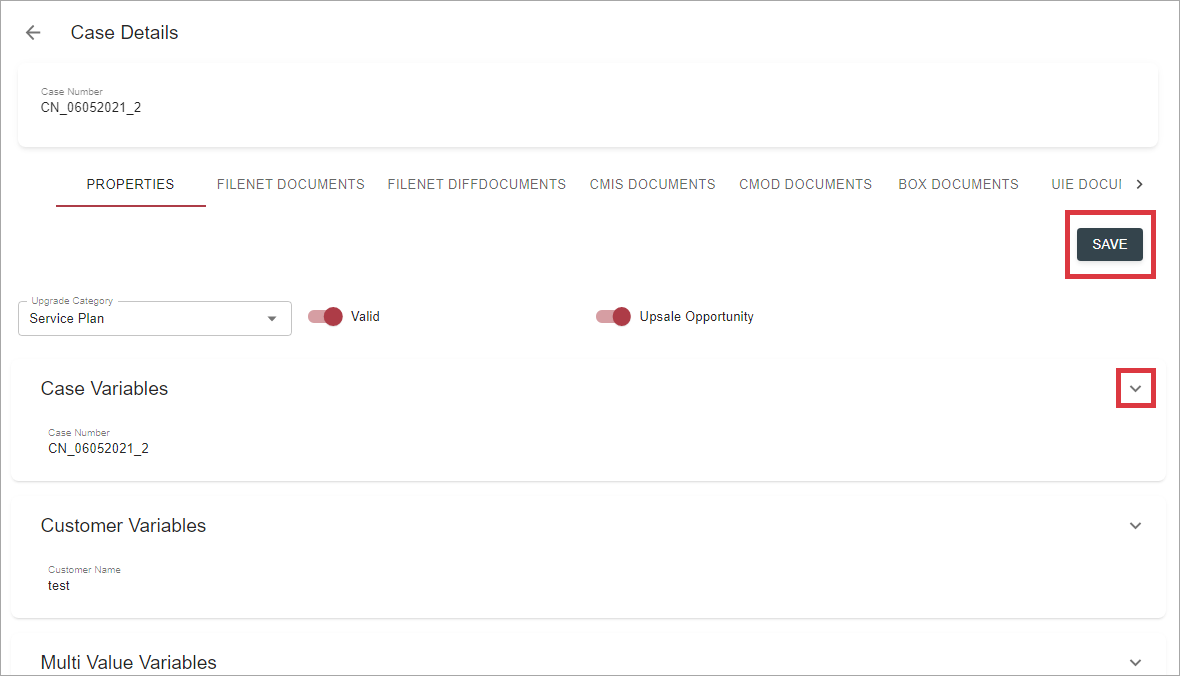 Case Details
Case Number
CN_06052021_2
PROPERTIES FILENET DOCUMENTS FILENET DIFFDOCUMENTS CMIS DOCUMENTS CMOD DOCUMENTS BOX DOCUMENTS UIE DOCUI
SAVE
Upgrade Category
Service Plan Valid Upsale Opportunity
Case Variables
Case Number
CN_06052021_2
Customer Variables
Customer Name
test
Multi Value Variables